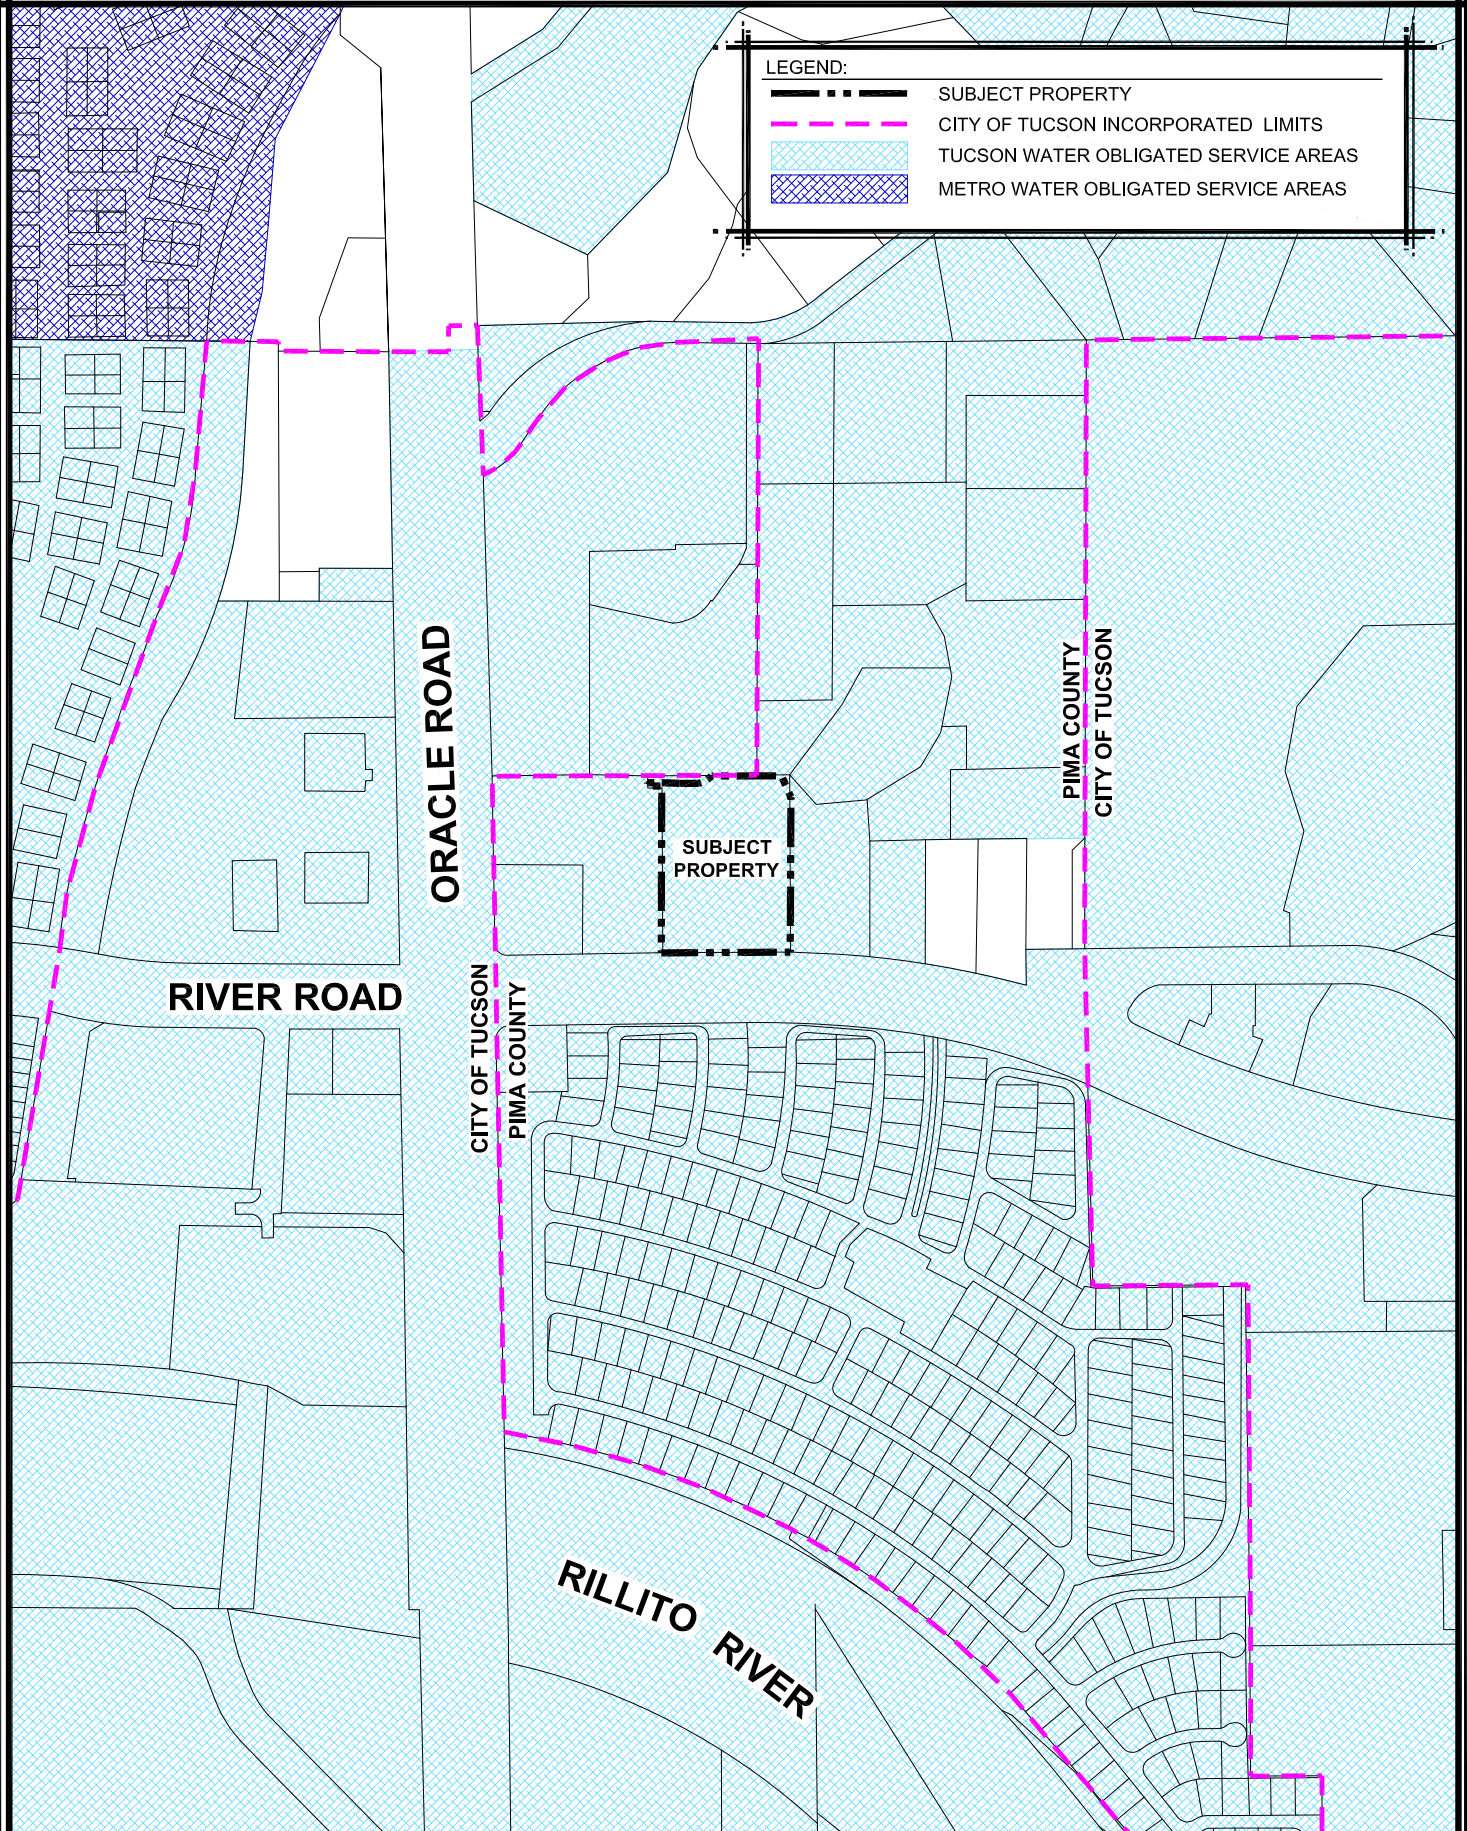 LEGEND:
SUBJECT PROPERTY
CITY OF TUCSON INCORPORATED LIMITS
TUCSON WATER OBLIGATED SERVICE AREAS
METRO WATER OBLIGATED SERVICE AREAS
ORACLE ROAD
PIMA COUNTY
CITY OF TUCSON
SUBJECT
PROPERTY
RIVER ROAD
CITY OF TUCSON
PIMA COUNTY
RILLITO RIVER